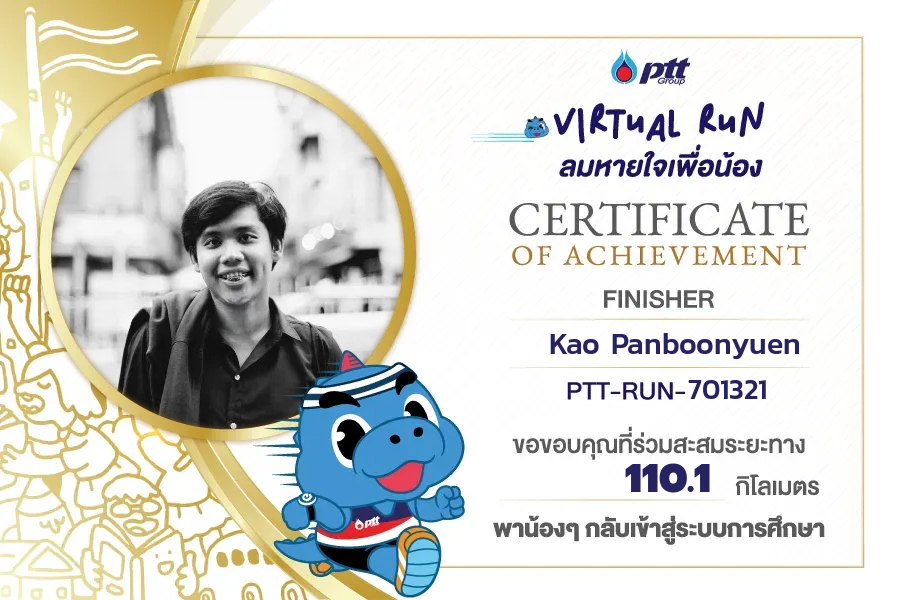 ptt
Group
VIRTUAL RUN
ลมหายใจเพื่อน้อง
CERTIFICATE
OF ACHIEVEMENT
FINISHER
Kao Panboonyuen
PTT-RUN-701321
ขอขอบคุณที่ร่วมสะสมระยะทาง
110.1 กิโลเมตร
พาน้องๆ กลับเข้าสู่ระบบการศึกษา
ptt